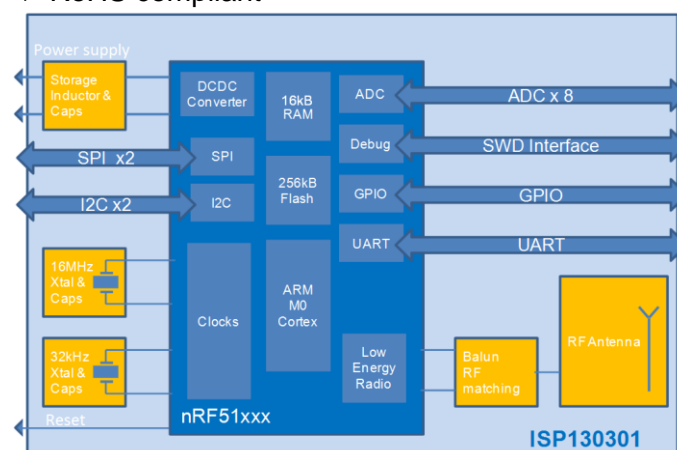 RoHS compliant
Power supply
Storage
Inductor &
Caps
DCDC
Converter
16kB
RAM
ADC
ADC x 8
Debug
SWD Interface
SPI x2
SPI
256kB
Flash
GPIO
GPIO
I2C x2
I2C
UART
UART
16MHz
Xtal &
Caps
Clocks
ARM
M0
Cortex
32kHz
Xtal &
Caps
Low
Energy
Radio
Balun
RF
matching
RF Antenna
Reset
nRF51xxx
ISP130301